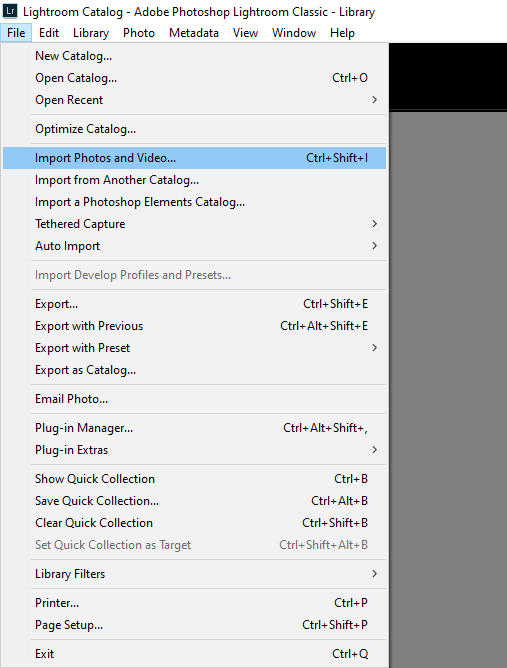 Lr Lightroom Catalog - Adobe Photoshop Lightroom Classic - Library
File Edit Library Photo Metadata View Window Help
New Catalog...
Open Catalog... Ctrl+O
Open Recent
Optimize Catalog...
Import Photos and Video... Ctrl+Shift+I
Import from Another Catalog...
Import a Photoshop Elements Catalog...
Tethered Capture
Auto Import
Import Develop Profiles and Presets...
Export... Ctrl+Shift+E
Export with Previous Ctrl+Alt+Shift+E
Export with Preset
Export as Catalog...
Email Photo...
Plug-in Manager... Ctrl+Alt+Shift+,
Plug-in Extras
Show Quick Collection Ctrl+B
Save Quick Collection... Ctrl+Alt+B
Clear Quick Collection Ctrl+Shift+B
Set Quick Collection as Target Ctrl+Shift+Alt+B
Library Filters
Printer... Ctrl+P
Page Setup... Ctrl+Shift+P
Exit Ctrl+Q